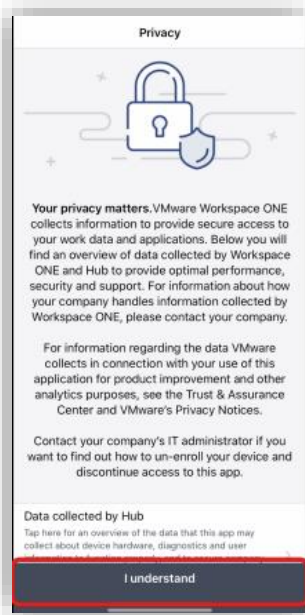 Privacy
Your privacy matters.VMware Workspace ONE
collects information to provide secure access to
your work data and applications. Below you will
find an overview of data collected by Workspace
ONE and Hub to provide optimal performance,
security and support. For information about how
your company handles information collected by
Workspace ONE, please contact your company.
For information regarding the data VMware
collects in connection with your use of this
application for product improvement and other
analytics purposes, see the Trust & Assurance
Center and VMware's Privacy Notices.
Contact your company's IT administrator if you
want to find out how to un-enroll your device and
discontinue access to this app.
Data collected by Hub
Tap here for an overview of the data that this app may
collect about device hardware, diagnostics and user
I understand